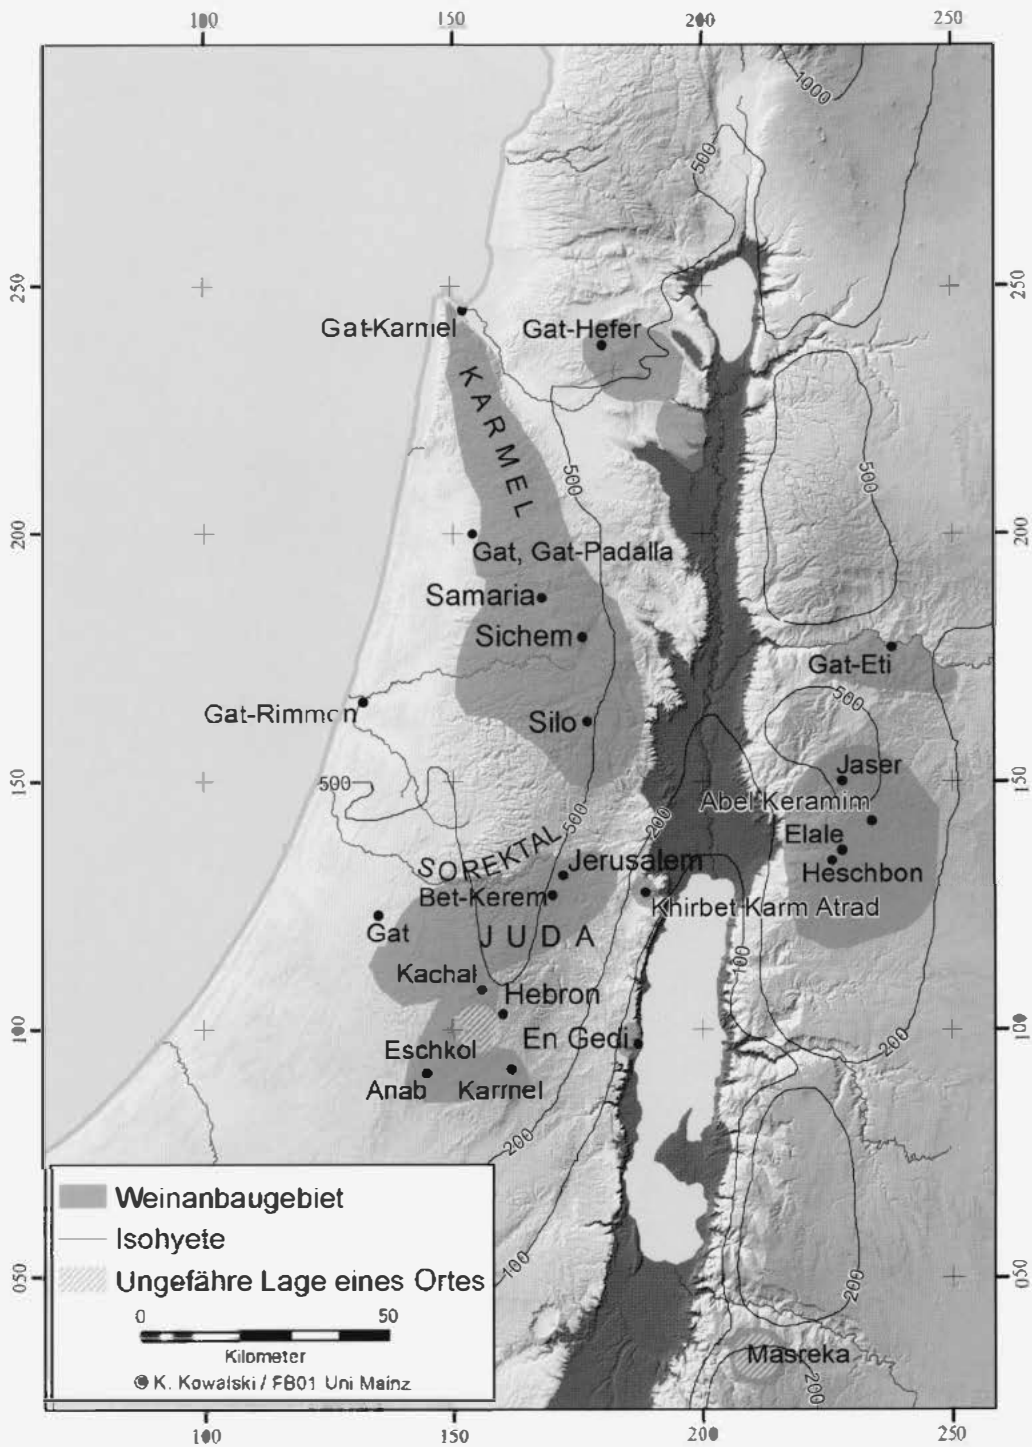 100
150
200
250
1000
500
250
250
Gat-Karmel
Gat-Hefer
KARMEL
500
500
200
200
Gat, Gat-Padalla
Samaria
Sichem
Gat-Eti
Gat-Rimmon
Silo
500
150
150
Jaser
500
Abel Keramim
500
200
Elale
SOREKTAL
Jerusalem
Heschbon
Bet-Kerem
Khirbet Karm Atrad
Gat
JUDA
100
Kachal
Hebron
100
100
En Gedi
200
Eschkol
Anab
Karmel
200
Weinanbaugebiet
Isohyete
100
050
050
Ungefähre Lage eines Ortes
200
0
50
Kilometer
Masreka
200
© K. Kowalski / FB01 Uni Mainz
100
150
200
250